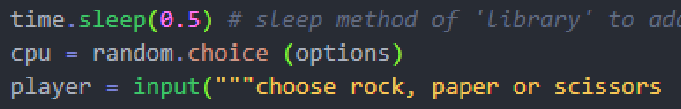 time.sleep(0.5) # sleep method of 'library' to
cpu = random.choice (options)
player = input("""choose rock, paper or scissors